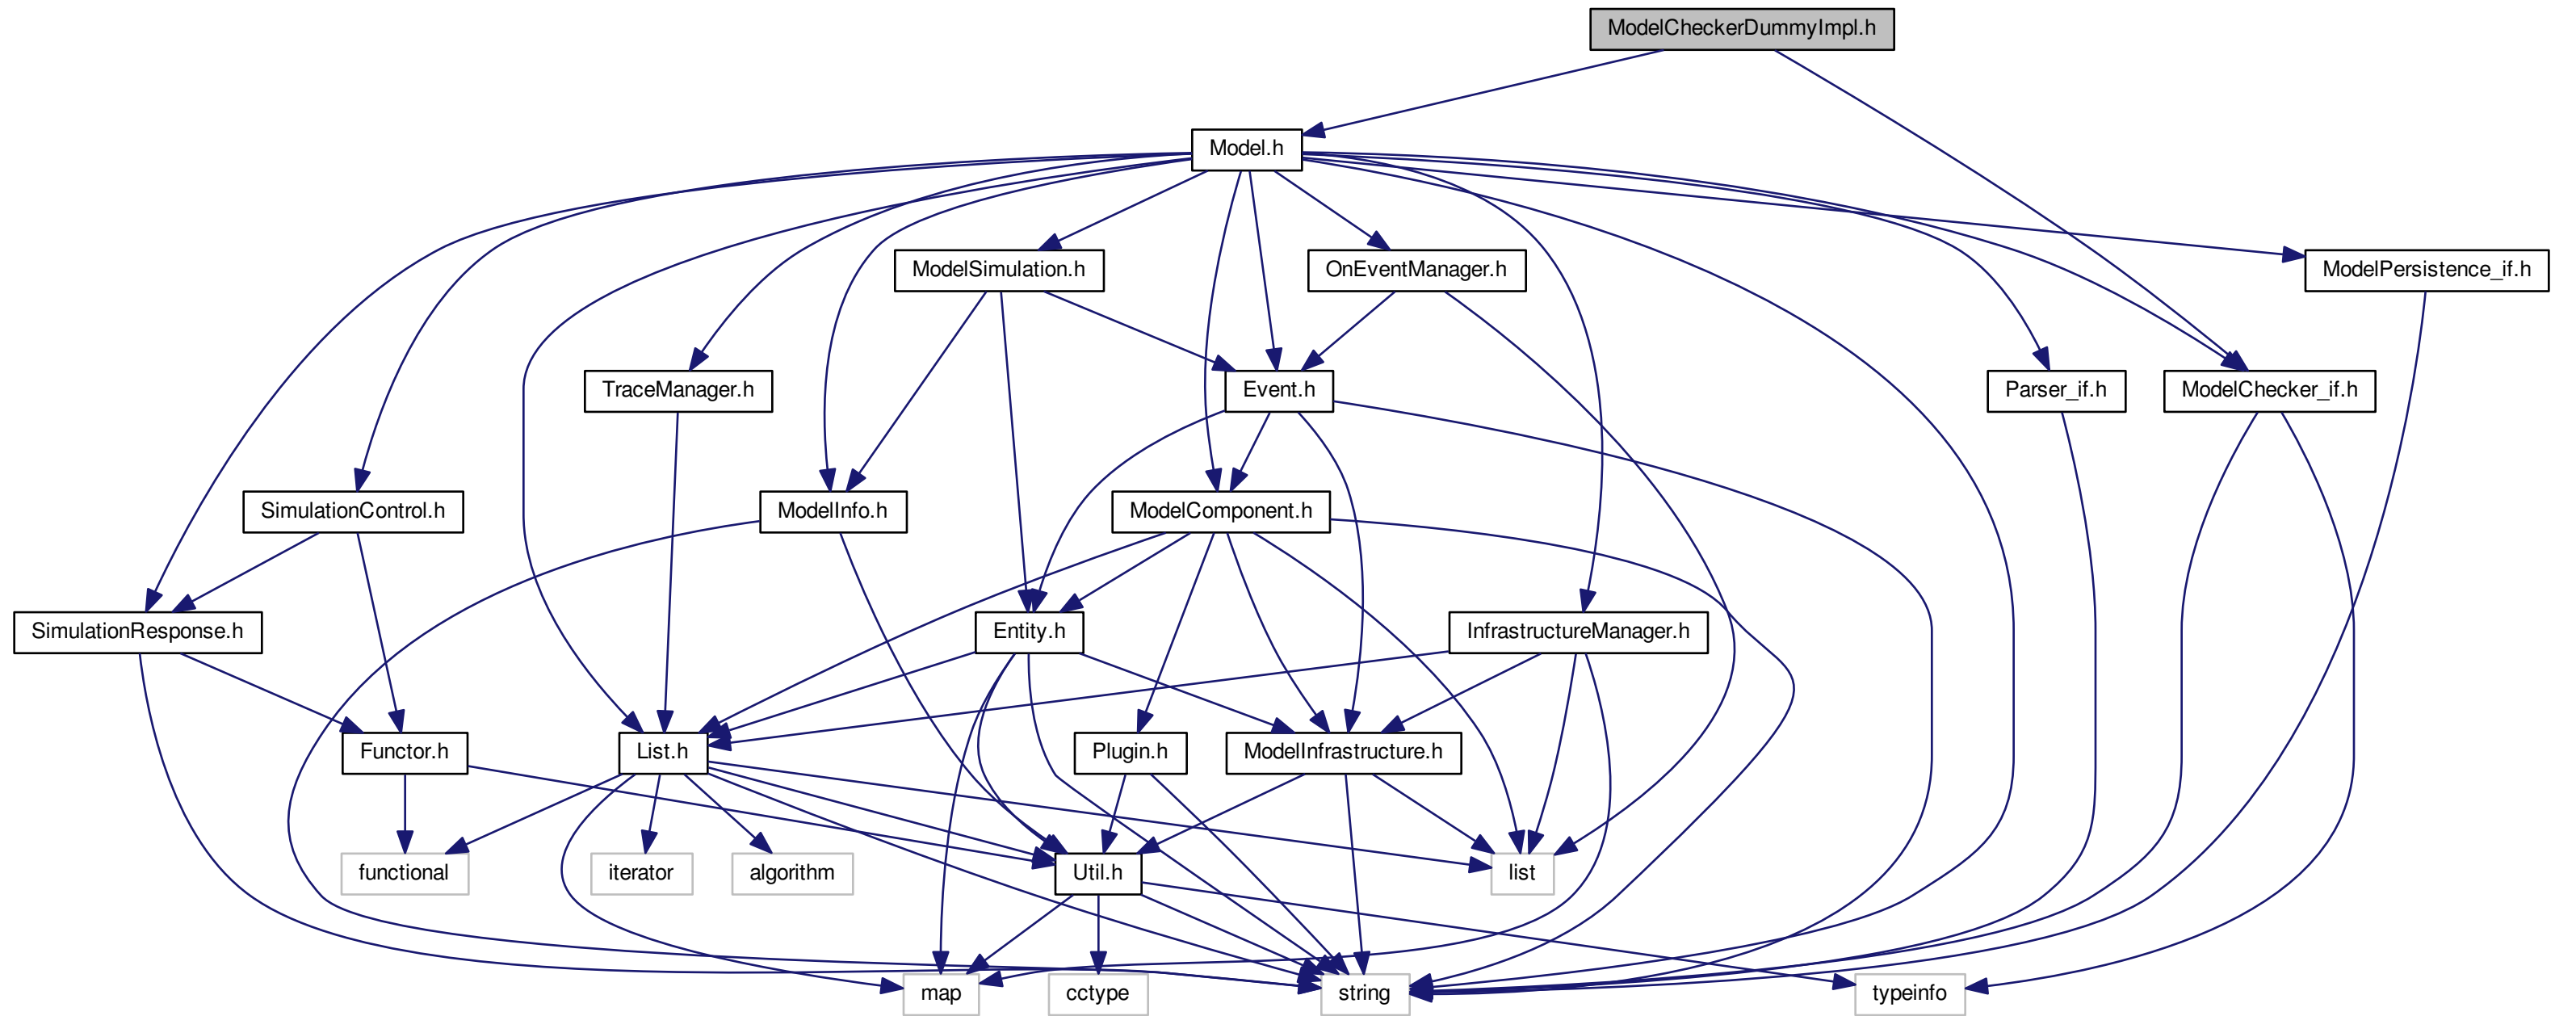 ModelCheckerDummyImpl.h
Model.h
ModelSimulation.h
OnEventManager.h
ModelPersistence_if.h
TraceManager.h
Event.h
Parser_if.h
ModelChecker_if.h
SimulationControl.h
ModelInfo.h
ModelComponent.h
SimulationResponse.h
Entity.h
InfrastructureManager.h
Functor.h
List.h
Plugin.h
ModelInfrastructure.h
functional
iterator
algorithm
Util.h
list
map
cctype
string
typeinfo